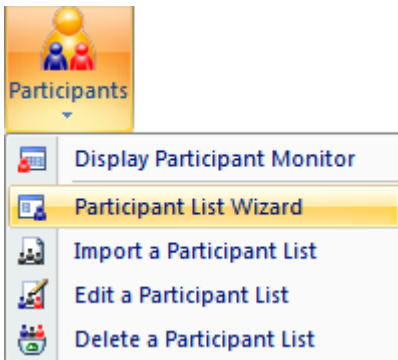 Participants
Display Participant Monitor
Participant List Wizard
Import a Participant List
Edit a Participant List
Delete a Participant List